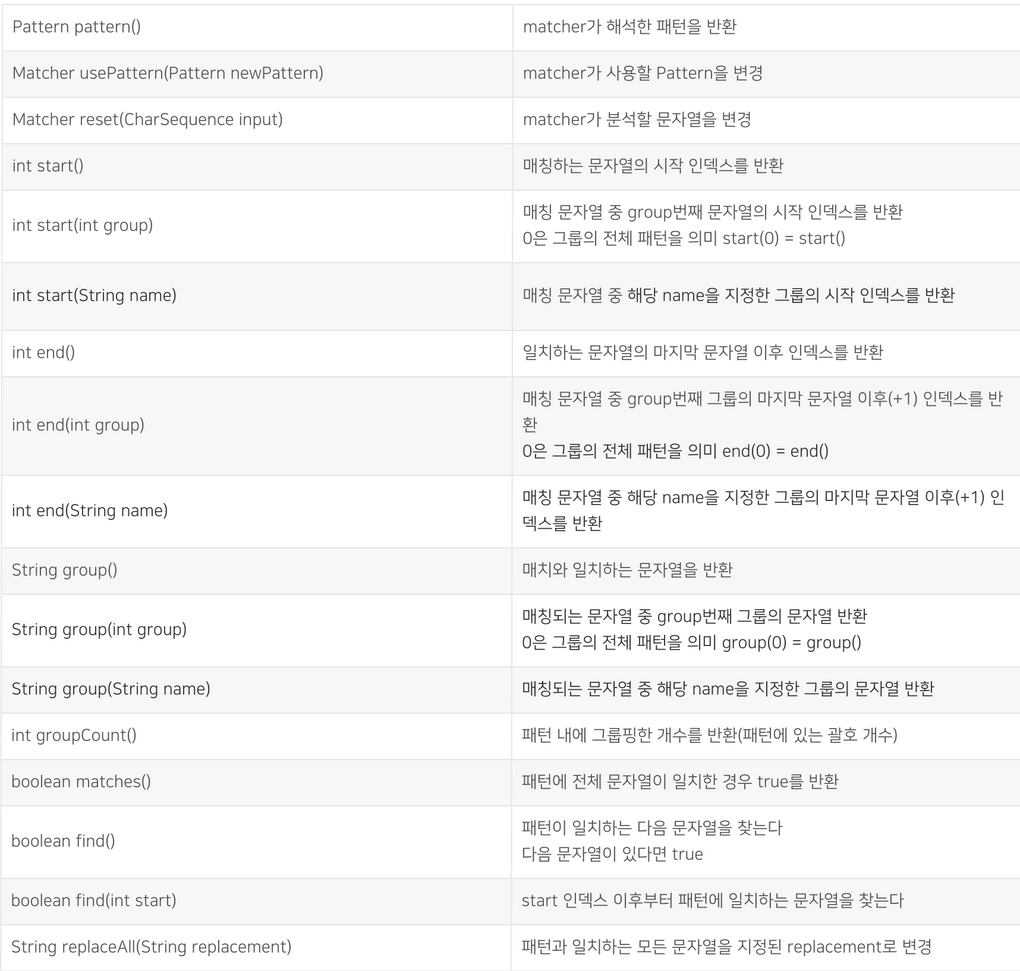 Pattern pattern()
matcher가 해석한 패턴을 반환
Matcher usePattern(Pattern newPattern)
matcher가 사용할 Pattern을 변경
Matcher reset(CharSequence input)
matcher가 분석할 문자열을 변경
int start()
매칭하는 문자열의 시작 인덱스를 반환
int start(int group)
매칭 문자열 중 group번째 문자열의 시작 인덱스를 반환
0은 그룹의 전체 패턴을 의미 start(0) = start()
int start(String name)
매칭 문자열 중 해당 name을 지정한 그룹의 시작 인덱스를 반환
int end()
일치하는 문자열의 마지막 문자열 이후 인덱스를 반환
int end(int group)
매칭 문자열 중 group번째 그룹의 마지막 문자열 이후(+1) 인덱스를 반
환
0은 그룹의 전체 패턴을 의미 end(0) = end()
int end(String name)
매칭 문자열 중 해당 name을 지정한 그룹의 마지막 문자열 이후(+1) 인
덱스를 반환
String group()
매치와 일치하는 문자열을 반환
String group(int group)
매칭되는 문자열 중 group번째 그룹의 문자열 반환
0은 그룹의 전체 패턴을 의미 group(0) = group()
String group(String name)
매칭되는 문자열 중 해당 name을 지정한 그룹의 문자열 반환
int groupCount()
패턴 내에 그룹핑한 개수를 반환(패턴에 있는 괄호 개수)
boolean matches()
패턴에 전체 문자열이 일치한 경우 true를 반환
boolean find()
패턴이 일치하는 다음 문자열을 찾는다
다음 문자열이 있다면 true
boolean find(int start)
start 인덱스 이후부터 패턴에 일치하는 문자열을 찾는다
String replaceAll(String replacement)
패턴과 일치하는 모든 문자열을 지정된 replacement로 변경